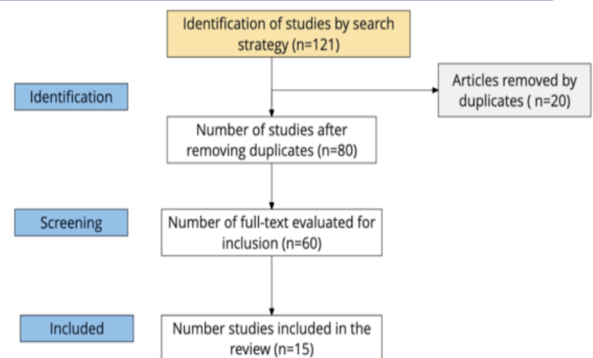 Identification of studies by search
strategy (n=121)
Articles removed by
duplicates ( n=20)
Identification
Number of studies after
removing duplicates (n=80)
Screening
Number of full-text evaluated for
inclusion (n=60)
Included
Number studies included in the
review (n=15)